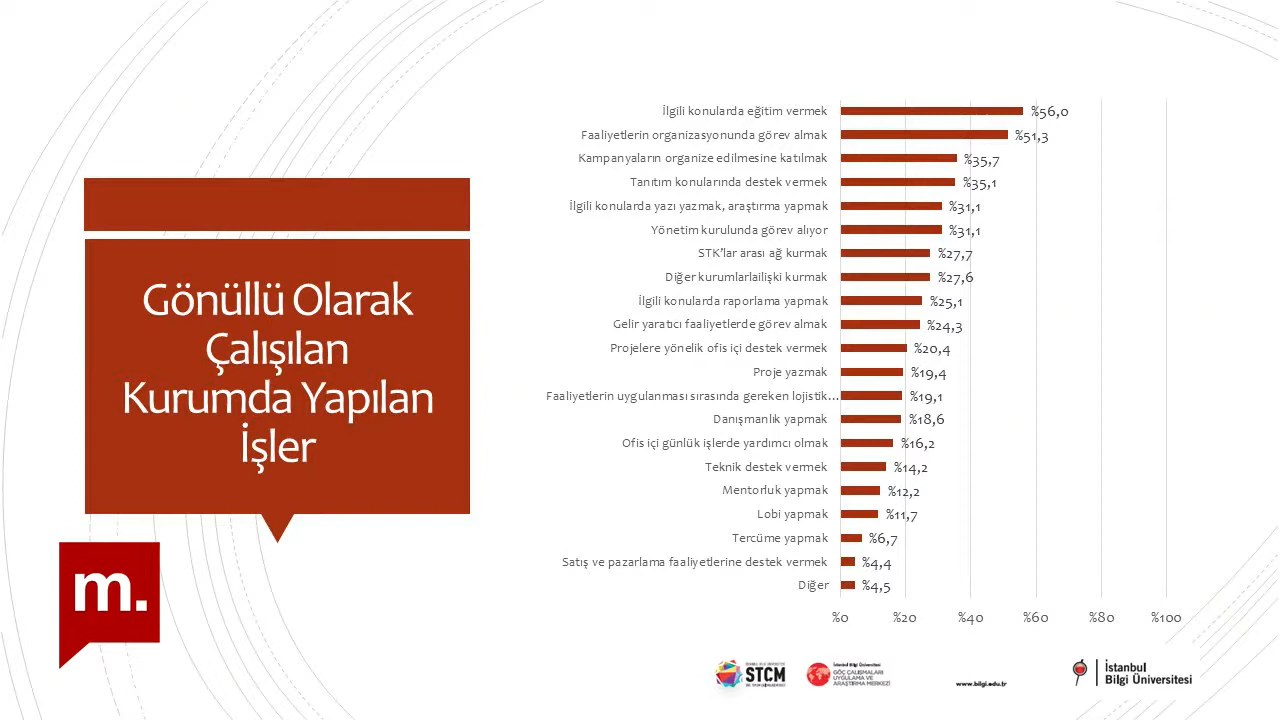 Gönüllü Olarak
Çalışılan
Kurumda Yapılan
İşler
m.
İlgili konularda eğitim vermek %56,0
Faaliyetlerin organizasyonunda görev almak %51,3
Kampanyaların organize edilmesine katılmak %35,7
Tanıtım konularında destek vermek %35,1
İlgili konularda yazı yazmak, araştırma yapmak %31,1
Yönetim kurulunda görev alıyor %31,1
STK'lar arası ağ kurmak %27,7
Diğer kurumlarlailişki kurmak %27,6
İlgili konularda raporlama yapmak %25,1
Gelir yaratıcı faaliyetlerde görev almak %24,3
Projelere yönelik ofis içi destek vermek %20,4
Proje yazmak %19,4
Faaliyetlerin uygulanması sırasında gereken lojistik... %19,1
Danışmanlık yapmak %18,6
Ofis içi günlük işlerde yardımcı olmak %16,2
Teknik destek vermek %14,2
Mentorluk yapmak %12,2
Lobi yapmak %11,7
Tercüme yapmak %6,7
Satış ve pazarlama faaliyetlerine destek vermek %4,4
Diğer %4,5
%0 %20 %40 %60 %80 %100
STCM
İstanbul Bilgi Üniversitesi
GÖÇ ÇALIŞMALARI
UYGULAMA VE
ARAŞTIRMA MERKEZİ
www.bilgi.edu.tr
İstanbul
Bilgi Üniversitesi